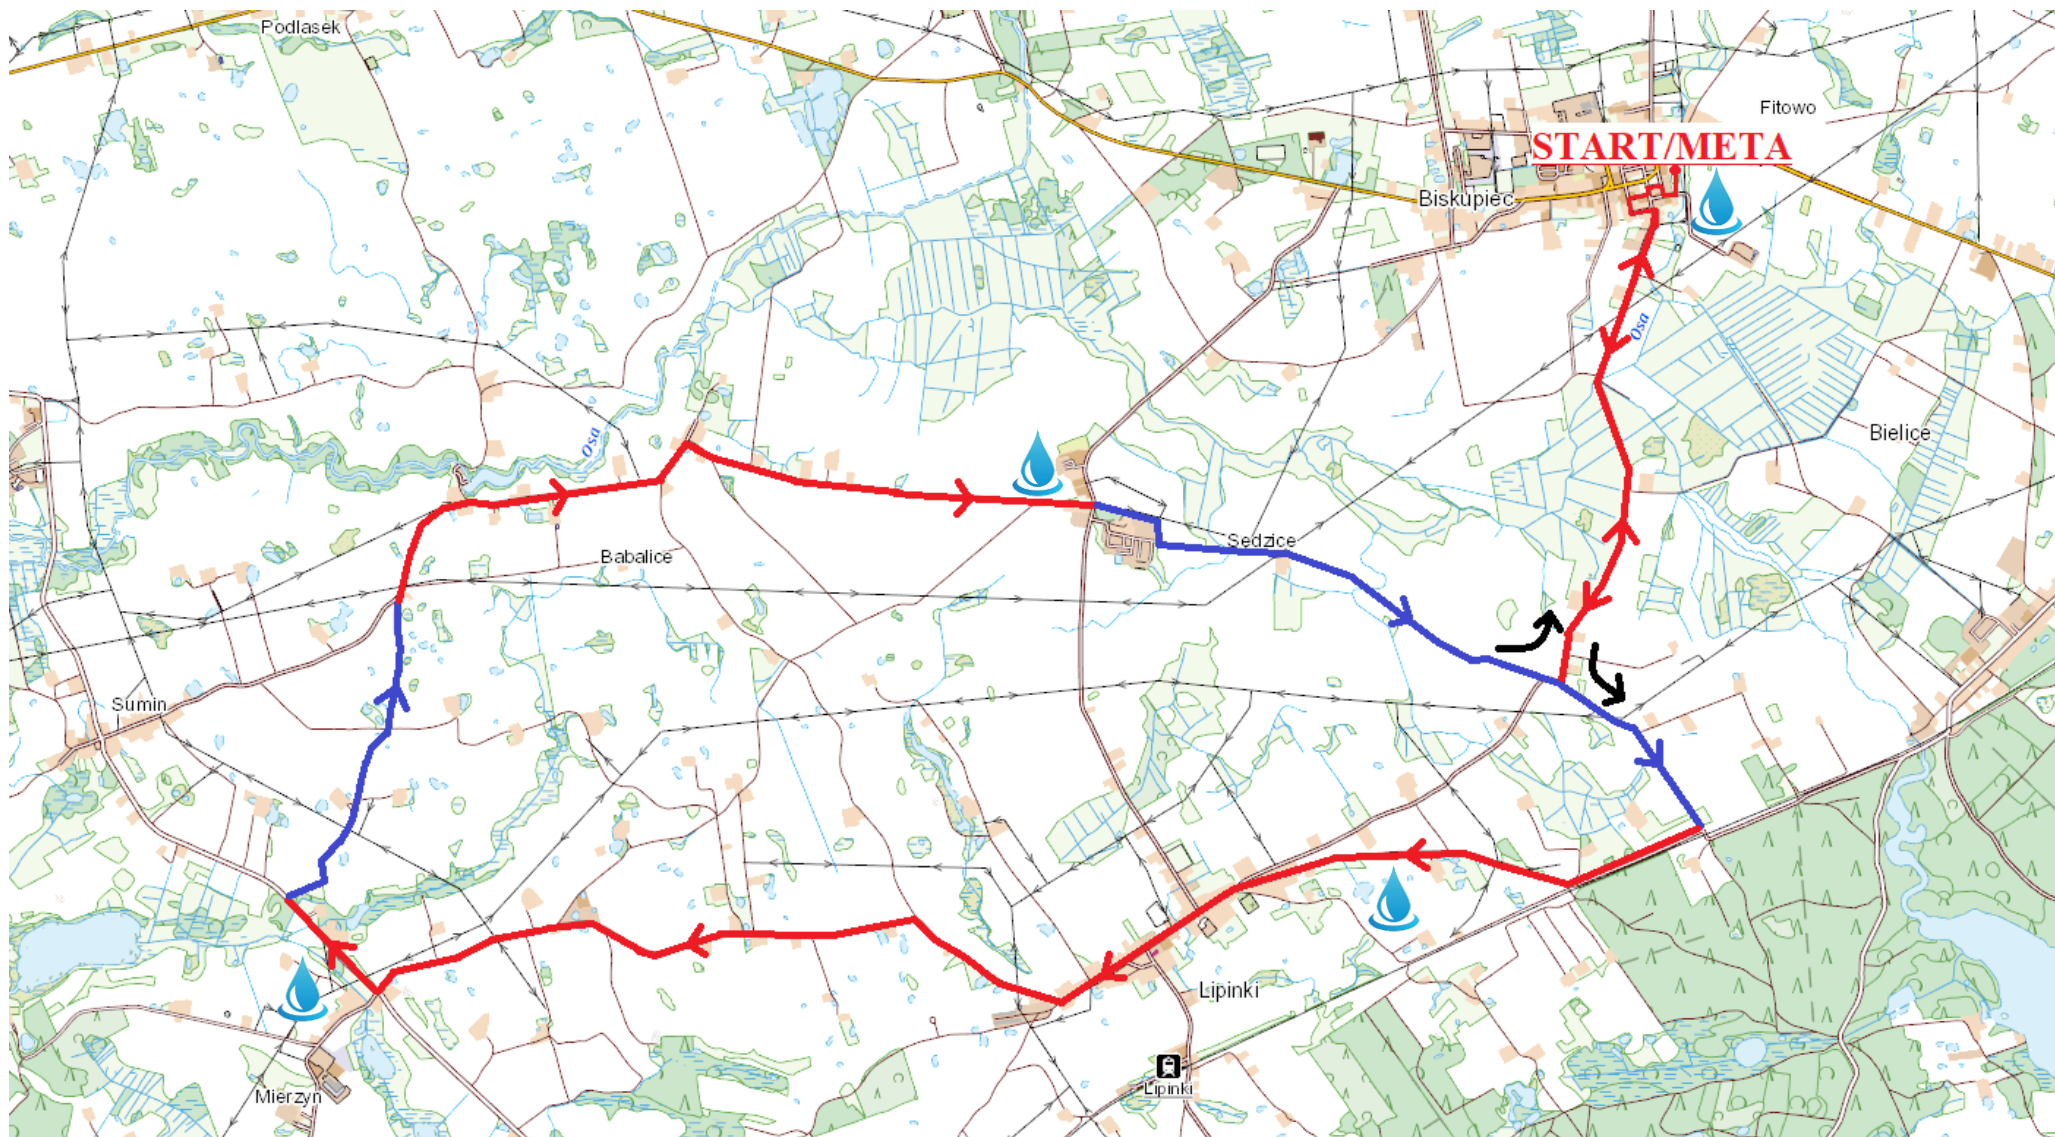 Podlasek
Fitowo
START/META
Biskupiec
Osa
Bielice
Osa
Sędzice
Babalice
Sumin
Lipinki
Lipinki
Mierzyn